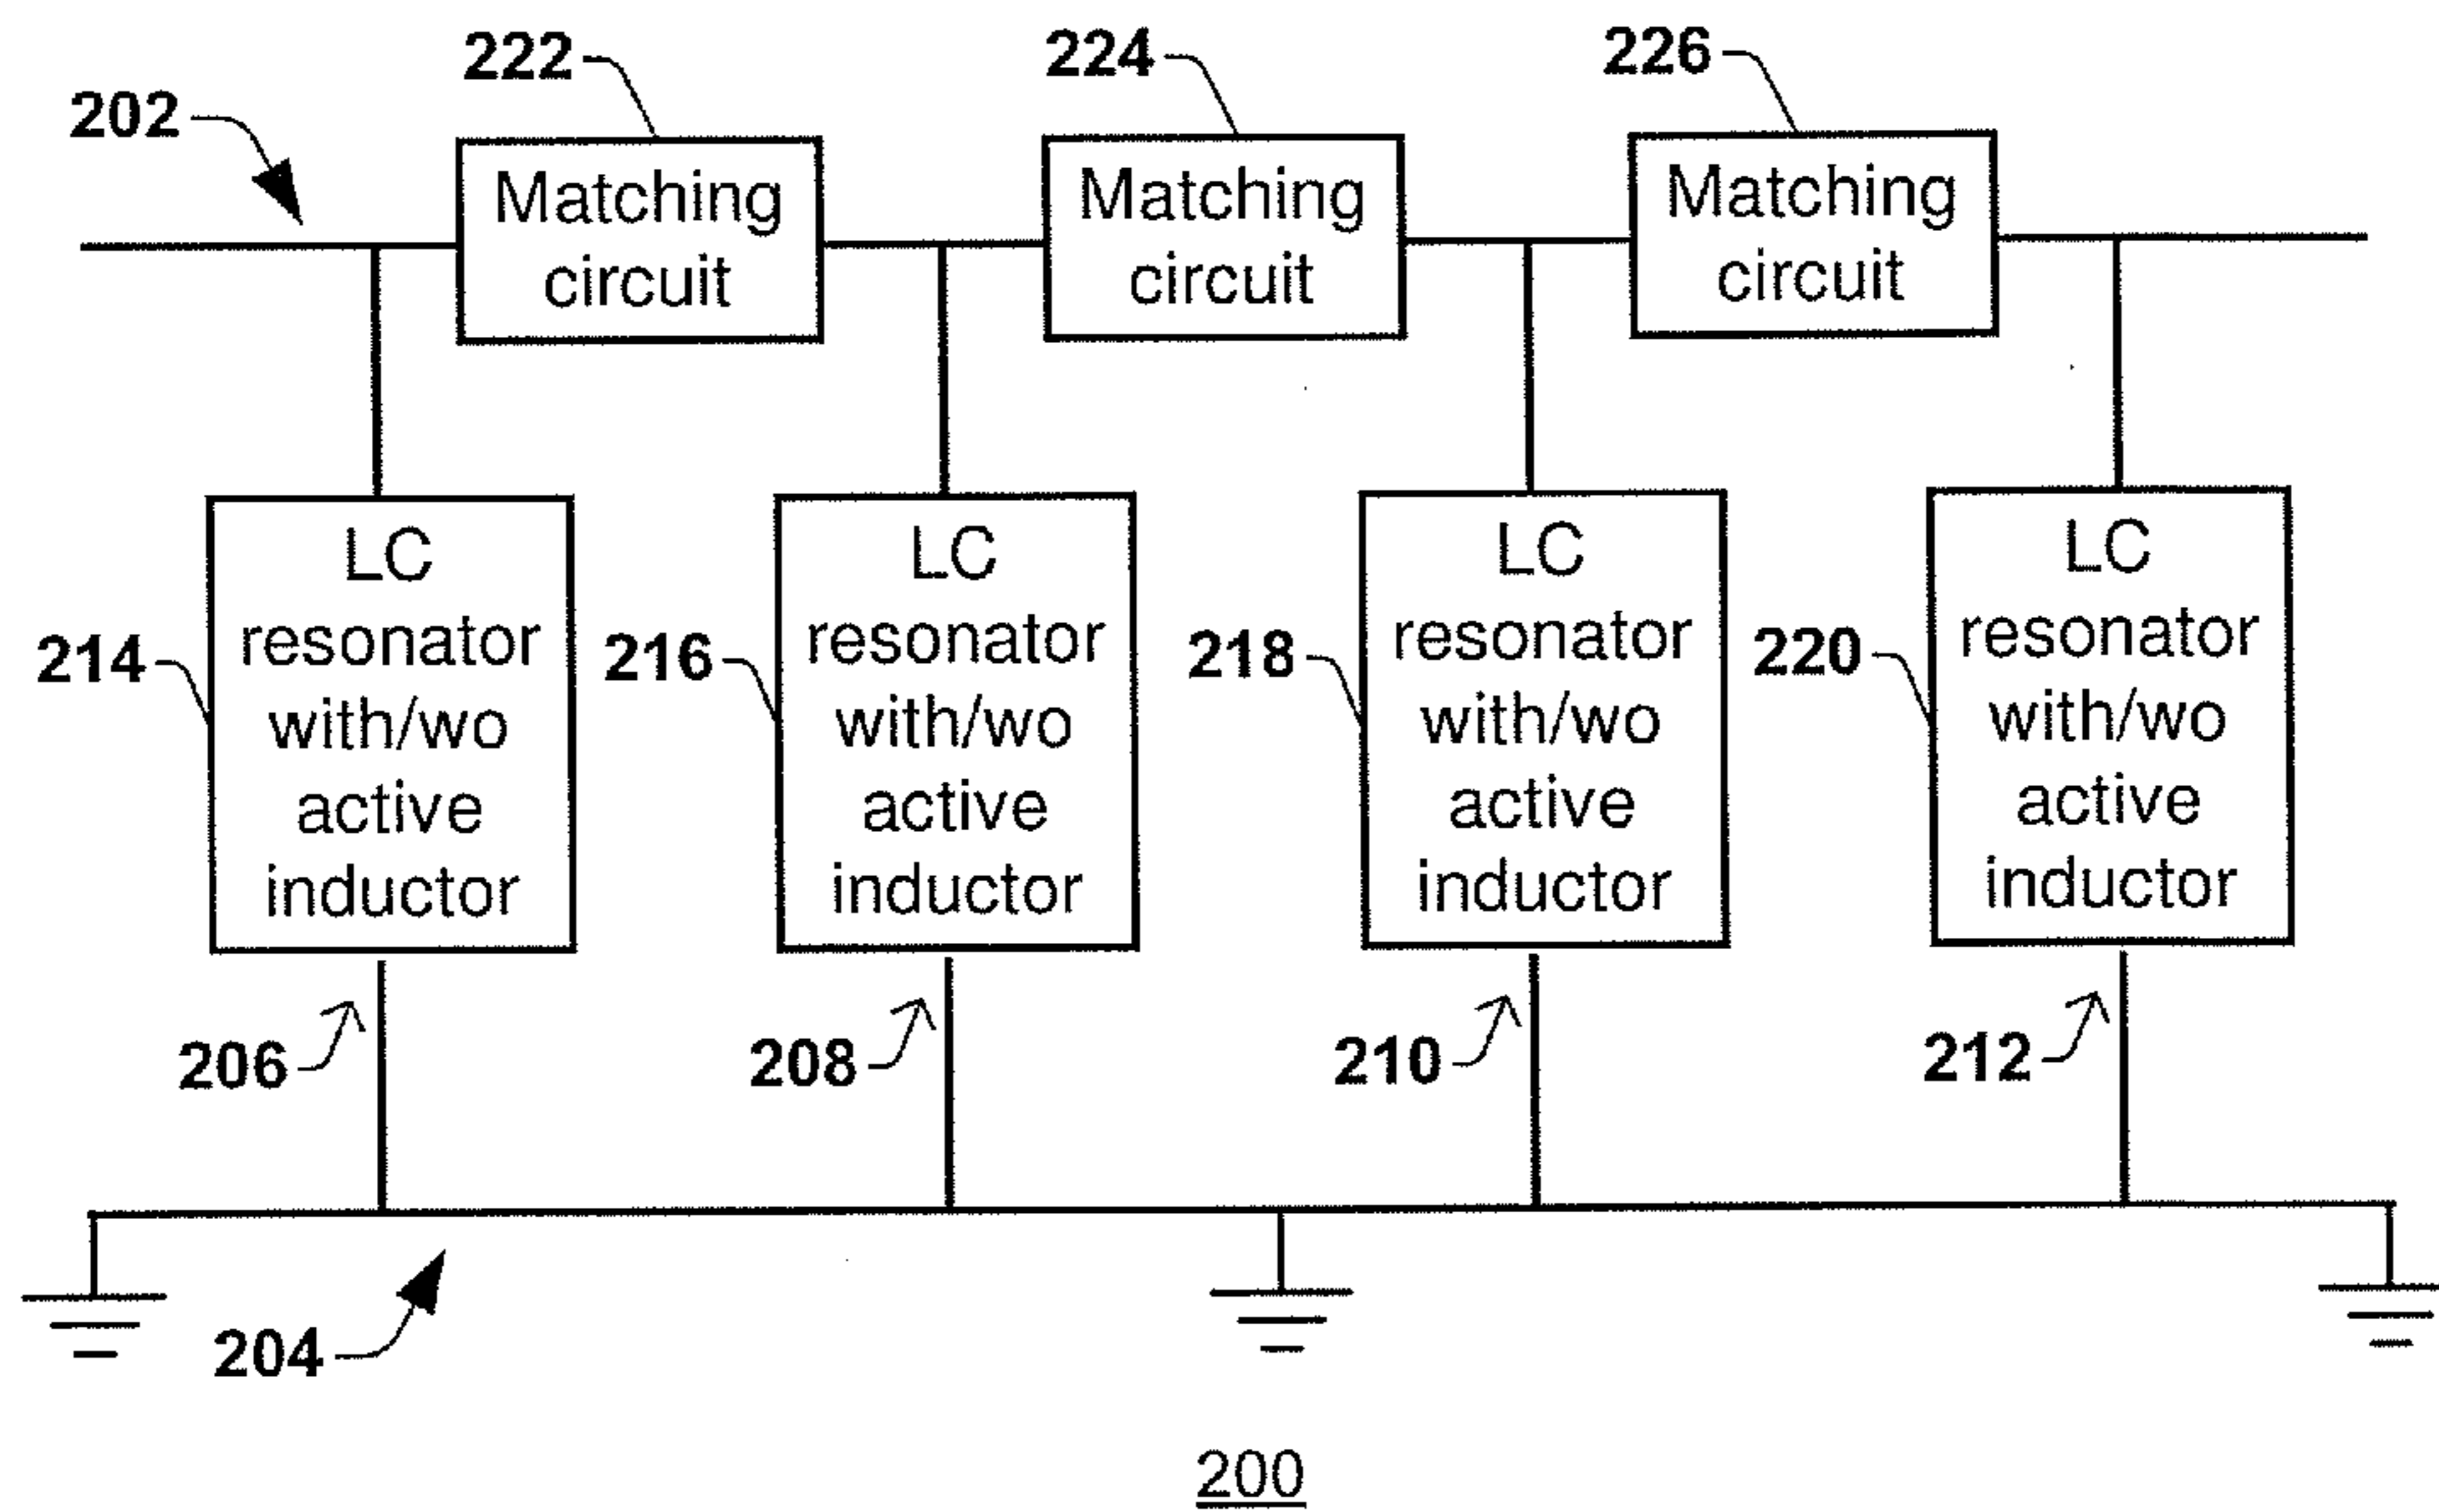 222
224
226
202
Matching
circuit
Matching
circuit
Matching
circuit
214
LC
resonator
with/wo
active
inductor
216
LC
resonator
with/wo
active
inductor
218
LC
resonator
with/wo
active
inductor
220
LC
resonator
with/wo
active
inductor
206
208
210
212
204
200